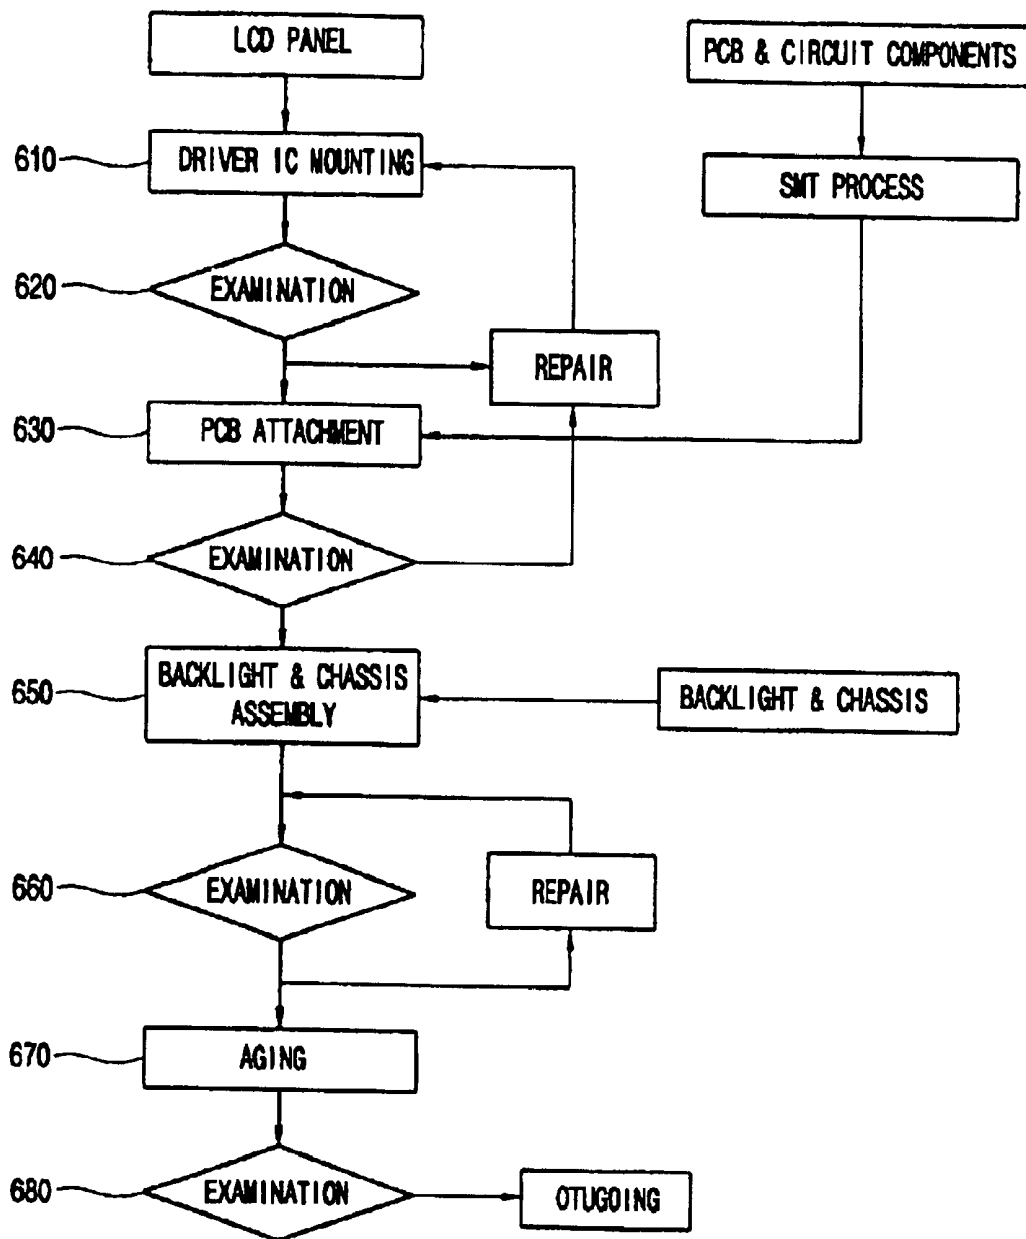 LCD PANEL
PCB & CIRCUIT COMPONENTS
610
DRIVER IC MOUNTING
SMT PROCESS
620
EXAMINATION
REPAIR
630
PCB ATTACHMENT
640
EXAMINATION
650
BACKLIGHT & CHASSIS
ASSEMBLY
BACKLIGHT & CHASSIS
660
EXAMINATION
REPAIR
670
AGING
680
EXAMINATION
OTUGOING